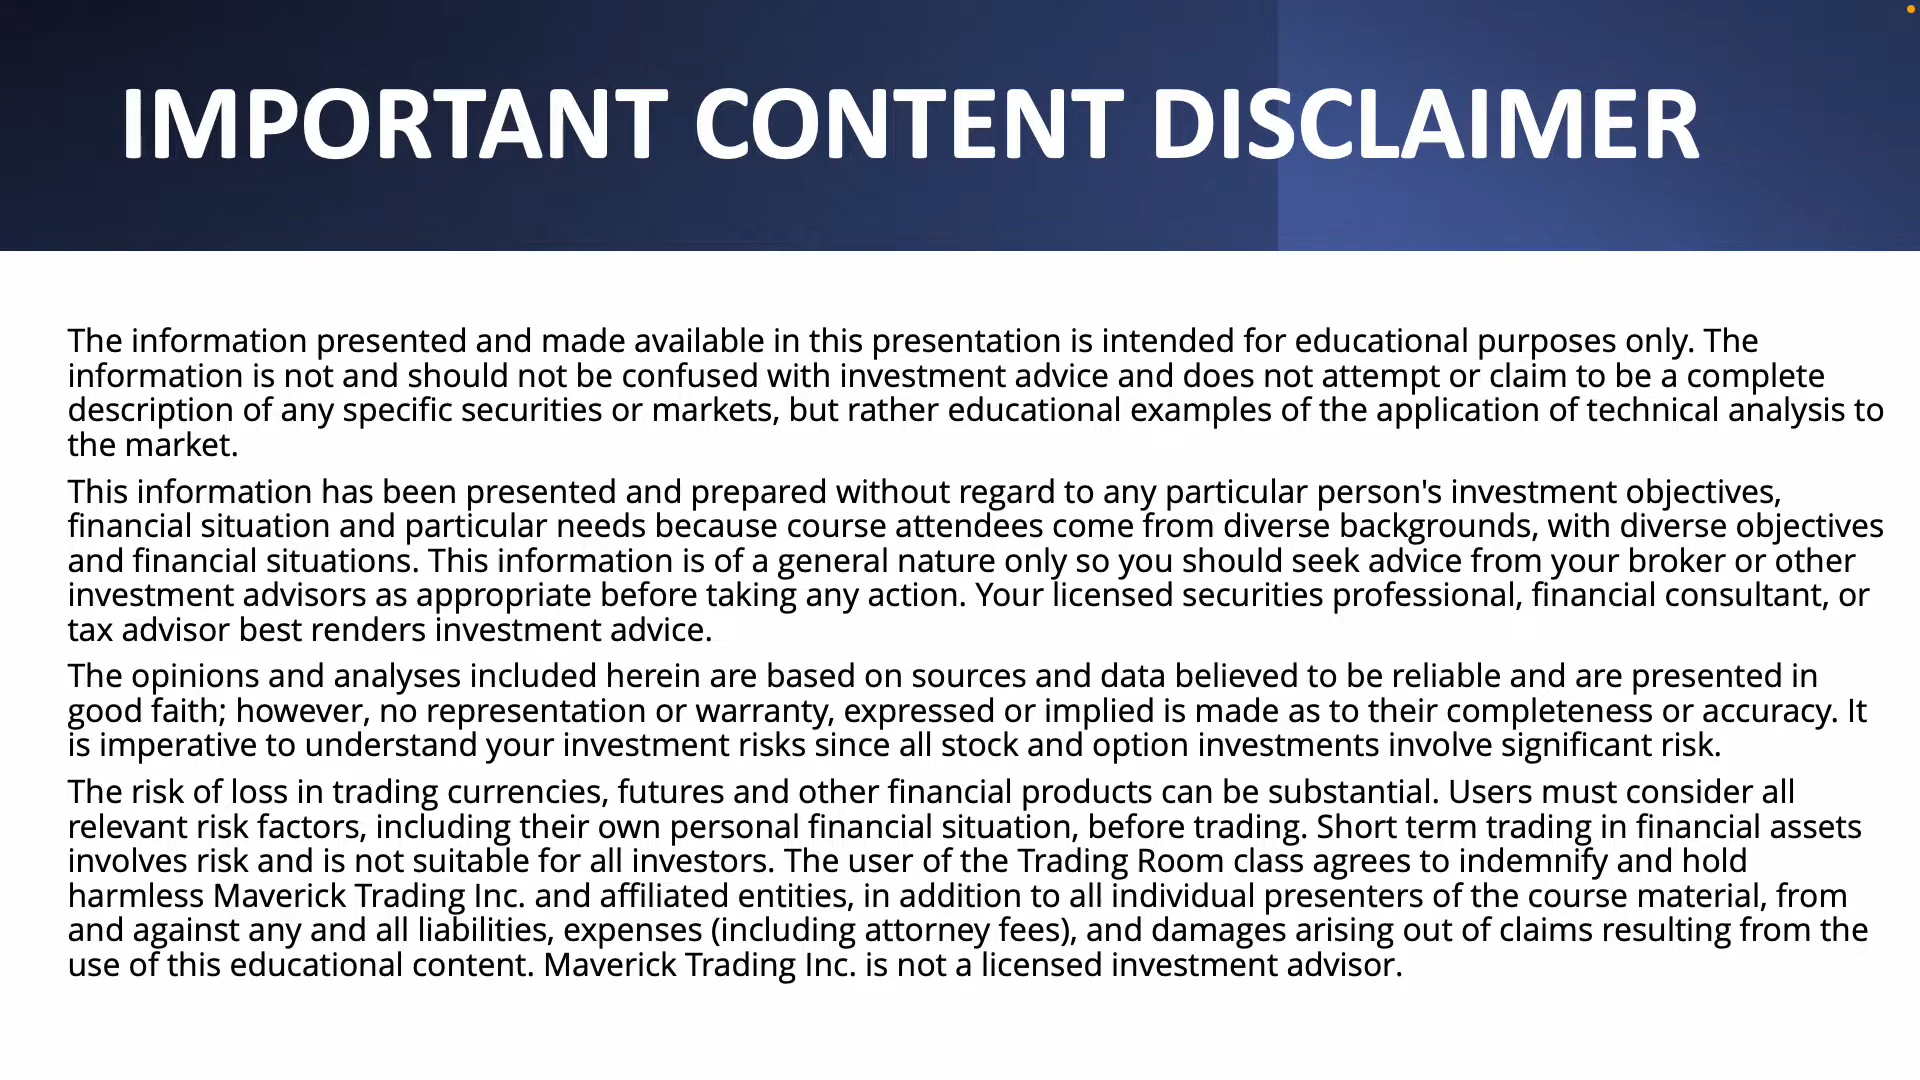 IMPORTANT CONTENT DISCLAIMER
The information presented and made available in this presentation is intended for educational purposes only. The
information is not and should not be confused with investment advice and does not attempt or claim to be a complete
description of any specific securities or markets, but rather educational examples of the application of technical analysis to
the market.
This information has been presented and prepared without regard to any particular person's investment objectives,
financial situation and particular needs because course attendees come from diverse backgrounds, with diverse objectives
and financial situations. This information is of a general nature only so you should seek advice from your broker or other
investment advisors as appropriate before taking any action. Your licensed securities professional, financial consultant, or
tax advisor best renders investment advice.
The opinions and analyses included herein are based on sources and data believed to be reliable and are presented in
good faith; however, no representation or warranty, expressed or implied is made as to their completeness or accuracy. It
is imperative to understand your investment risks since all stock and option investments involve significant risk.
The risk of loss in trading currencies, futures and other financial products can be substantial. Users must consider all
relevant risk factors, including their own personal financial situation, before trading. Short term trading in financial assets
involves risk and is not suitable for all investors. The user of the Trading Room class agrees to indemnify and hold
harmless Maverick Trading Inc. and affiliated entities, in addition to all individual presenters of the course material, from
and against any and all liabilities, expenses (including attorney fees), and damages arising out of claims resulting from the
use of this educational content. Maverick Trading Inc. is not a licensed investment advisor.